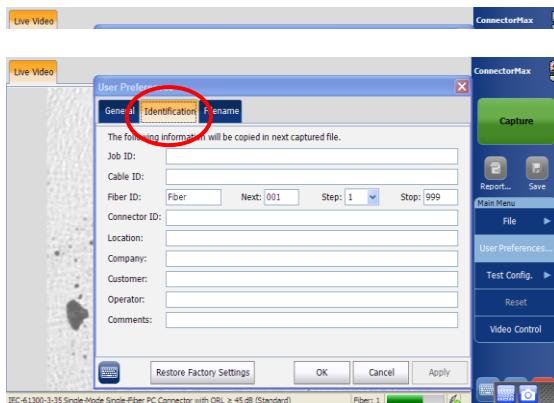 Live Video
ConnectorMax
Live Video
ConnectorMax
User Preferences
General Identification Filename
The following information will be copied in next captured file.
Job ID:
Cable ID:
Fiber ID: Fiber Next: 001 Step: 1 Stop: 999
Connector ID:
Location:
Company:
Customer:
Operator:
Comments:
Restore Factory Settings OK Cancel Apply
Capture
Report... Save
Main Menu
File
User Preferences...
Test Config.
Reset
Video Control
IEC-61300-3-35 Single-Mode Single-Fiber PC Connector with ORL ≥ 45 dB (Standard) Fiber: 1